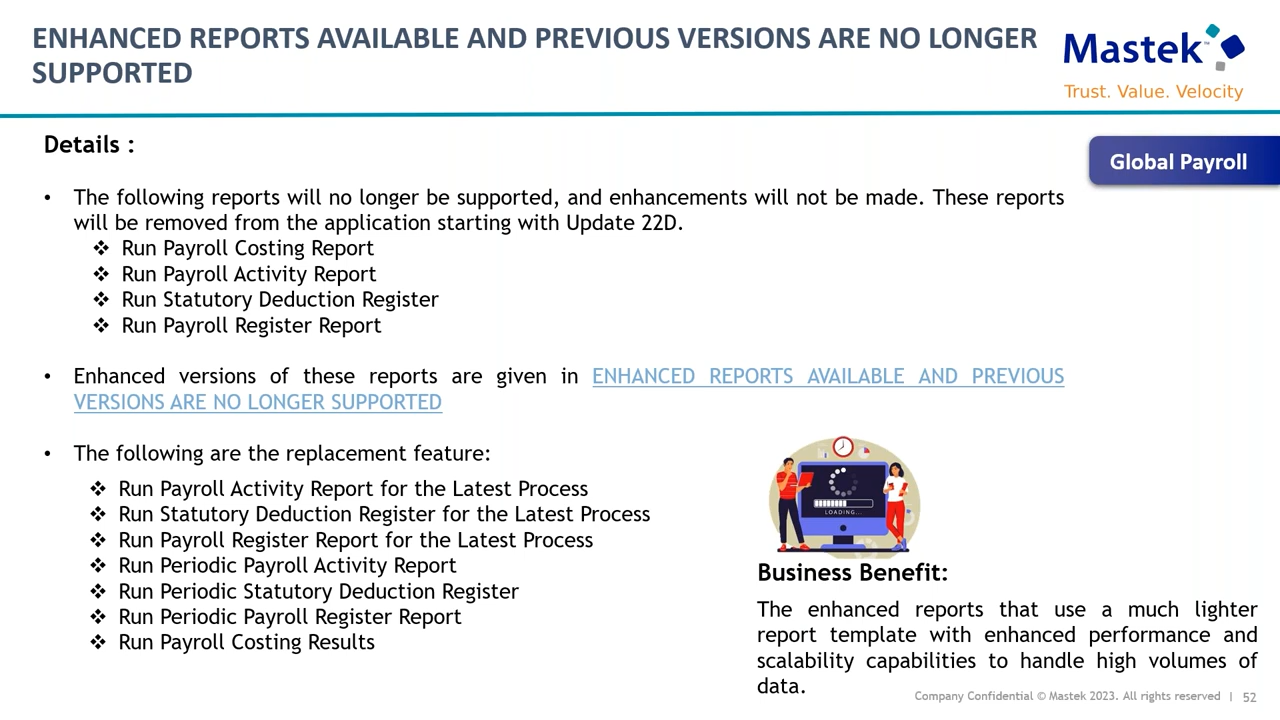 ENHANCED REPORTS AVAILABLE AND PREVIOUS VERSIONS ARE NO LONGER
SUPPORTED
Mastek™
Trust. Value. Velocity
Global Payroll
Details :
• The following reports will no longer be supported, and enhancements will not be made. These reports
will be removed from the application starting with Update 22D.
❖ Run Payroll Costing Report
❖ Run Payroll Activity Report
❖ Run Statutory Deduction Register
❖ Run Payroll Register Report
• Enhanced versions of these reports are given in ENHANCED REPORTS AVAILABLE AND PREVIOUS
VERSIONS ARE NO LONGER SUPPORTED
• The following are the replacement feature:
❖ Run Payroll Activity Report for the Latest Process
❖ Run Statutory Deduction Register for the Latest Process
❖ Run Payroll Register Report for the Latest Process
❖ Run Periodic Payroll Activity Report
❖ Run Periodic Statutory Deduction Register
❖ Run Periodic Payroll Register Report
❖ Run Payroll Costing Results
LOADING...
Business Benefit:
The enhanced reports that use a much lighter
report template with enhanced performance and
scalability capabilities to handle high volumes of
data.
Company Confidential © Mastek 2023. All rights reserved | 52